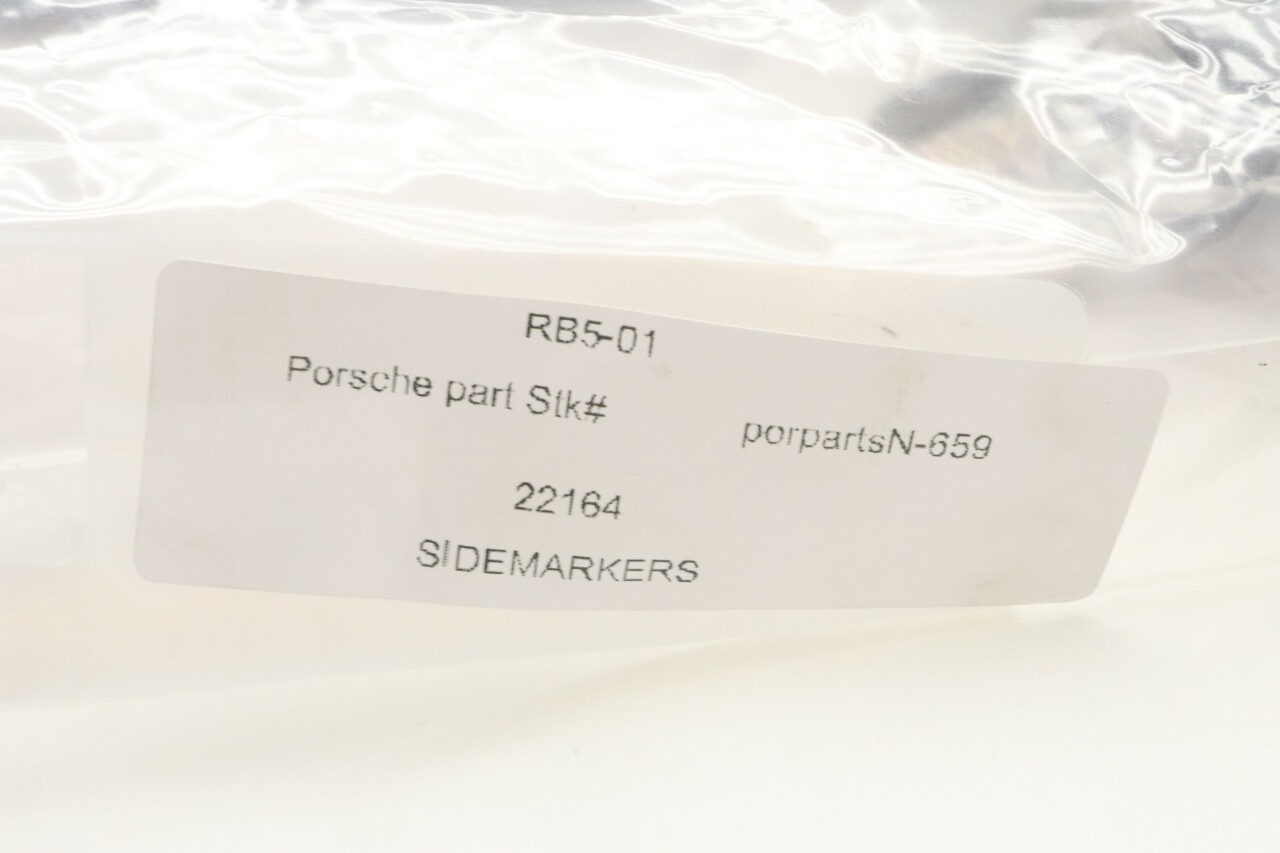 RB5-01
Porsche part Stk# porpartsN-659
22164
SIDEMARKERS